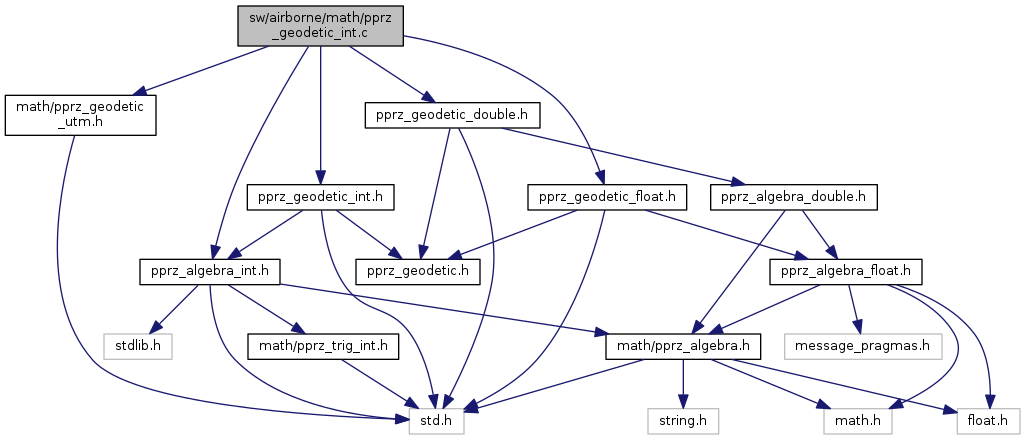 sw/airborne/math/pprz
_geodetic_int.c
math/pprz_geodetic
_utm.h
pprz_geodetic_double.h
pprz_geodetic_int.h
pprz_geodetic_float.h
pprz_algebra_double.h
pprz_algebra_int.h
pprz_geodetic.h
pprz_algebra_float.h
stdlib.h
math/pprz_trig_int.h
math/pprz_algebra.h
message_pragmas.h
std.h
string.h
math.h
float.h